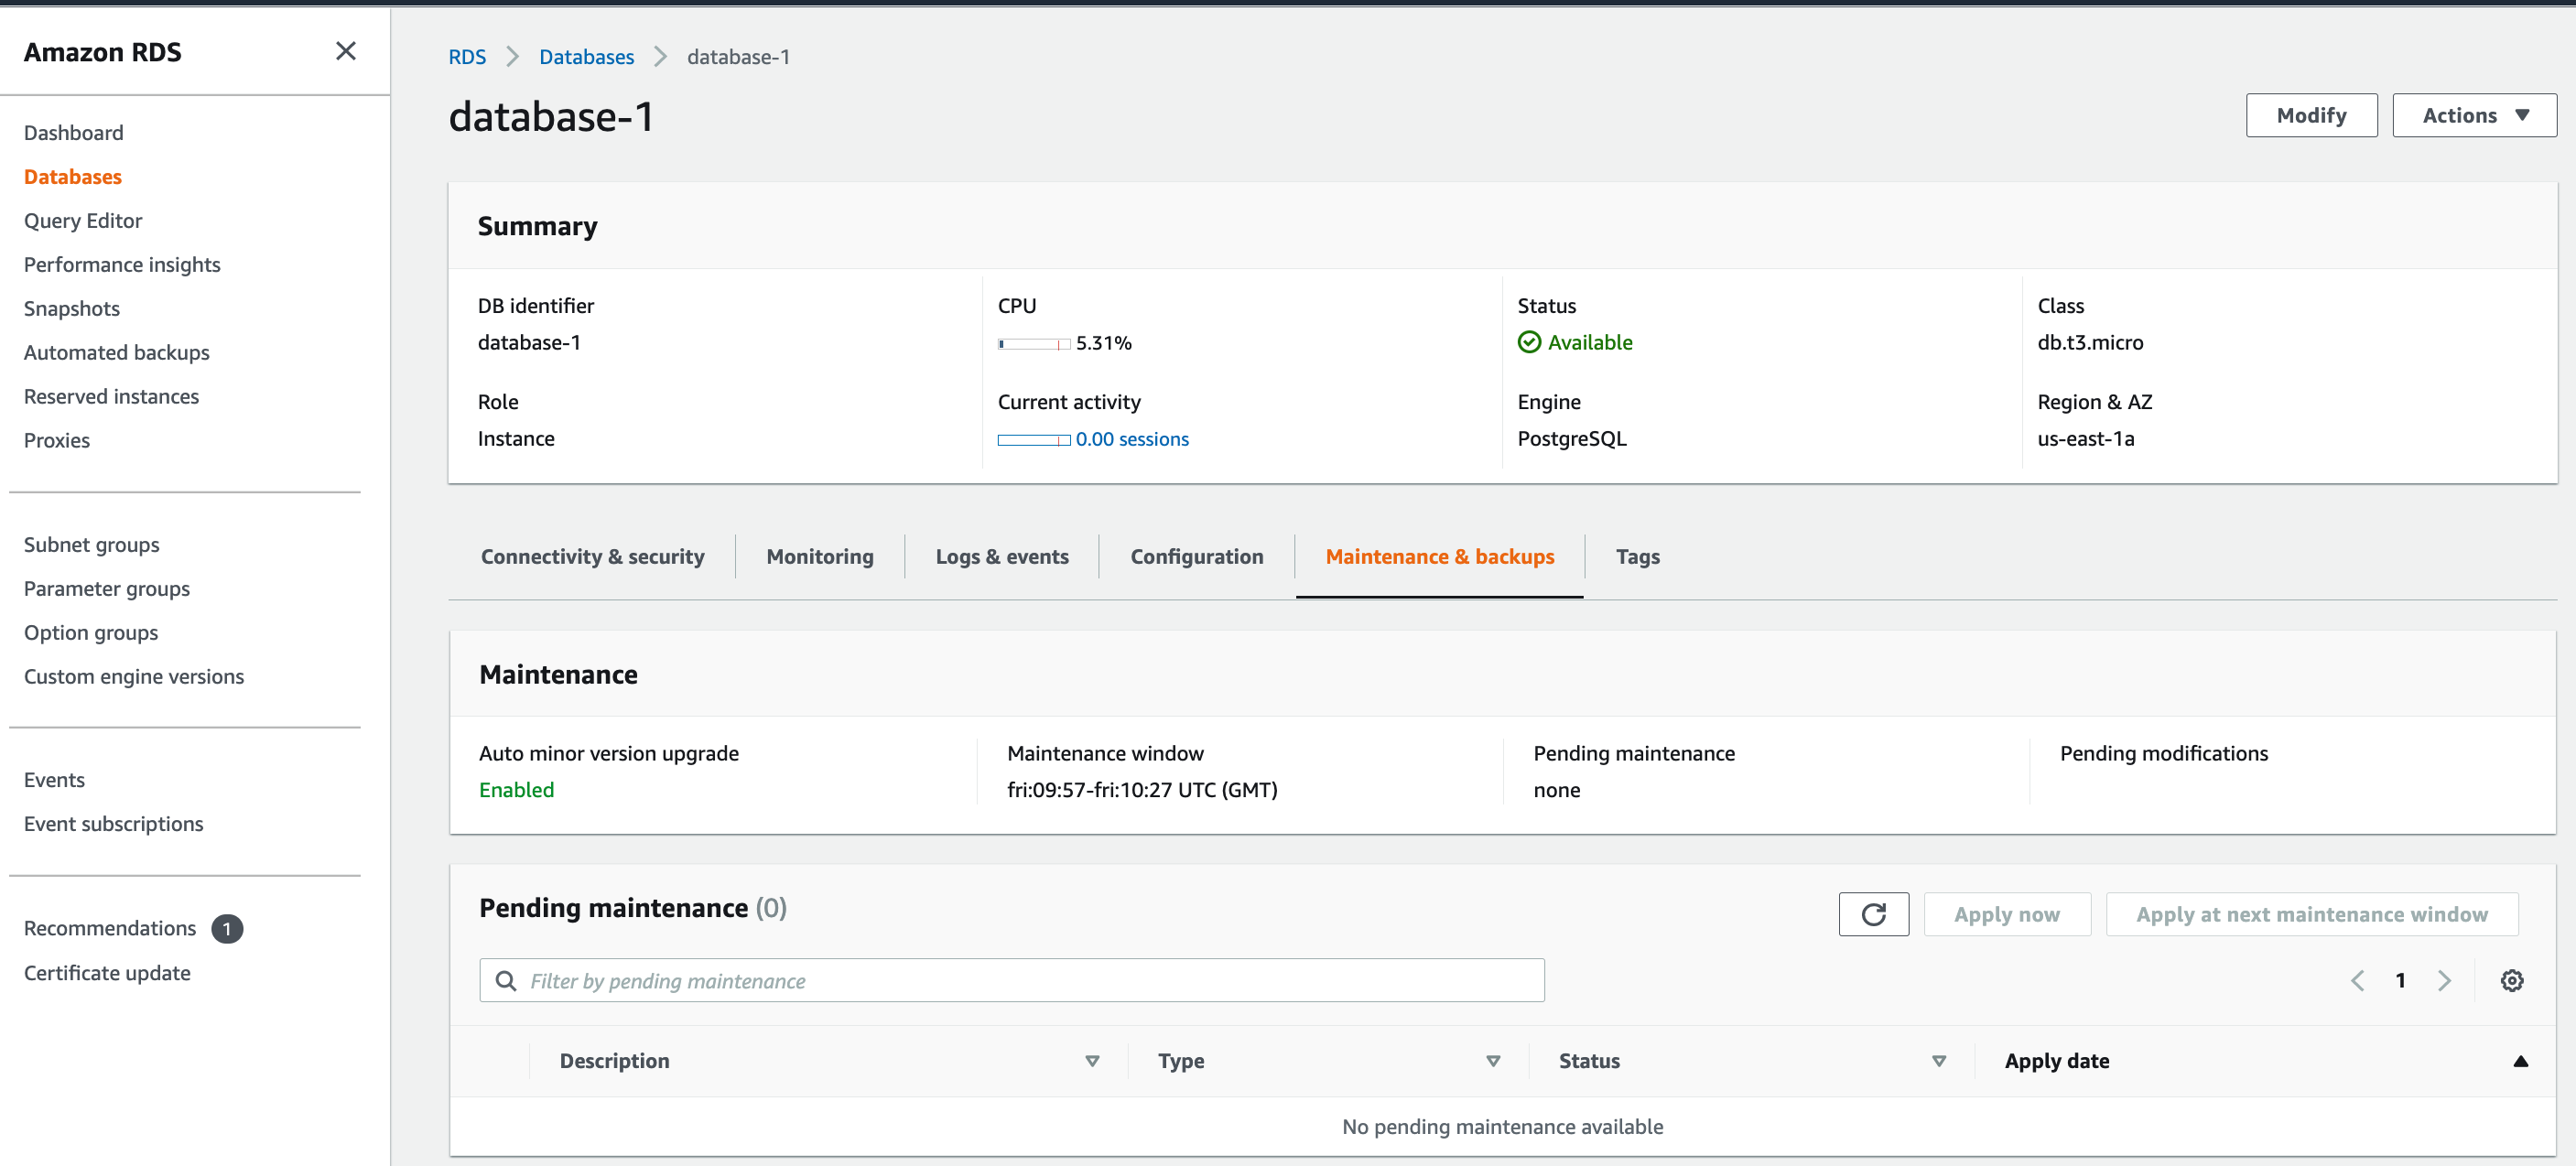 Amazon RDS
Dashboard
Databases
Query Editor
Performance insights
Snapshots
Automated backups
Reserved instances
Proxies
Subnet groups
Parameter groups
Option groups
Custom engine versions
Events
Event subscriptions
Recommendations 1
Certificate update
RDS Databases database-1
database-1
Modify Actions
Summary
DB identifier
database-1
CPU
5.31%
Status
Available
Class
db.t3.micro
Role
Instance
Current activity
0.00 sessions
Engine
PostgreSQL
Region & AZ
us-east-1a
Connectivity & security Monitoring Logs & events Configuration Maintenance & backups Tags
Maintenance
Auto minor version upgrade
Enabled
Maintenance window
fri:09:57-fri:10:27 UTC (GMT)
Pending maintenance
none
Pending modifications
Pending maintenance (0)
Apply now Apply at next maintenance window
Filter by pending maintenance
1
Description Type Status Apply date
No pending maintenance available